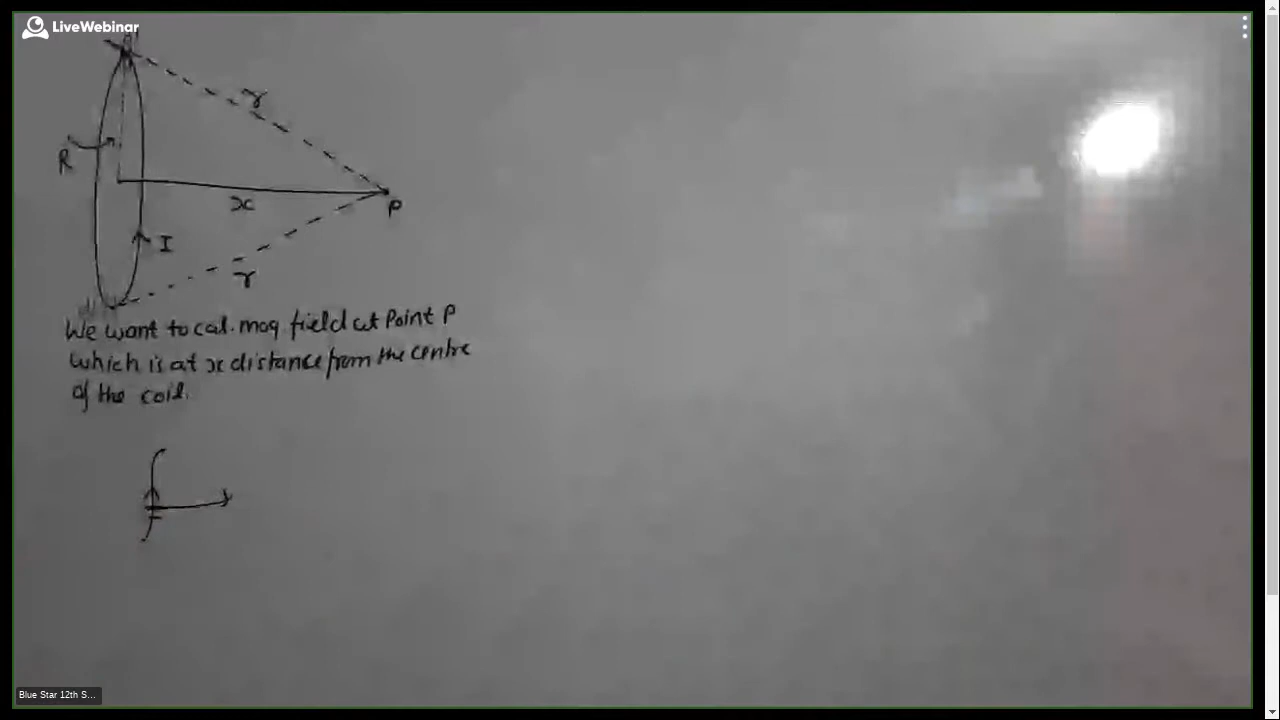 LiveWebinar
r
R
x
P
I
r
We want to cal. mag. field at Point P
which is at x distance from the centre
of the coil.
Blue Star 12th S...